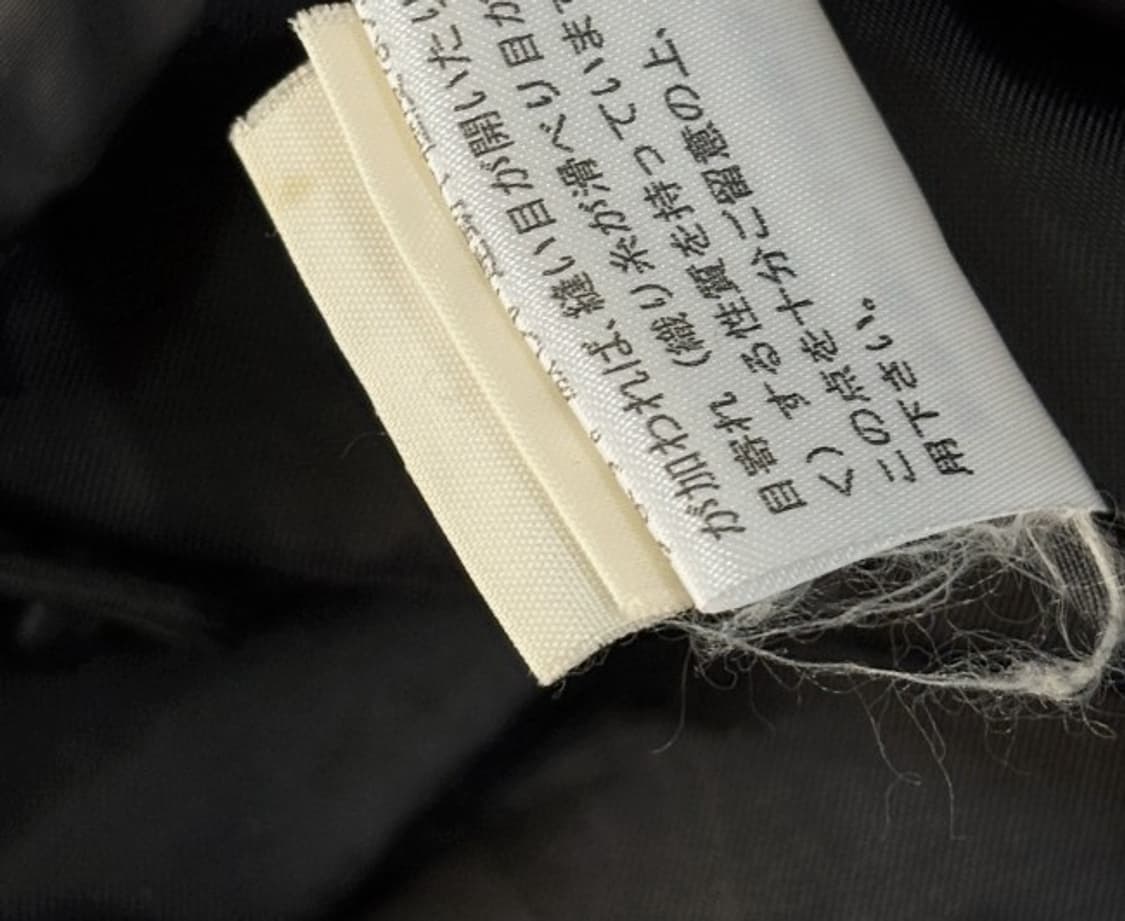 が加われば、縫い目が開いた
目寄れ (織り糸が滑べり目が
く) する性質を持っていま
この点を十分ご留意の上、
用下さい。